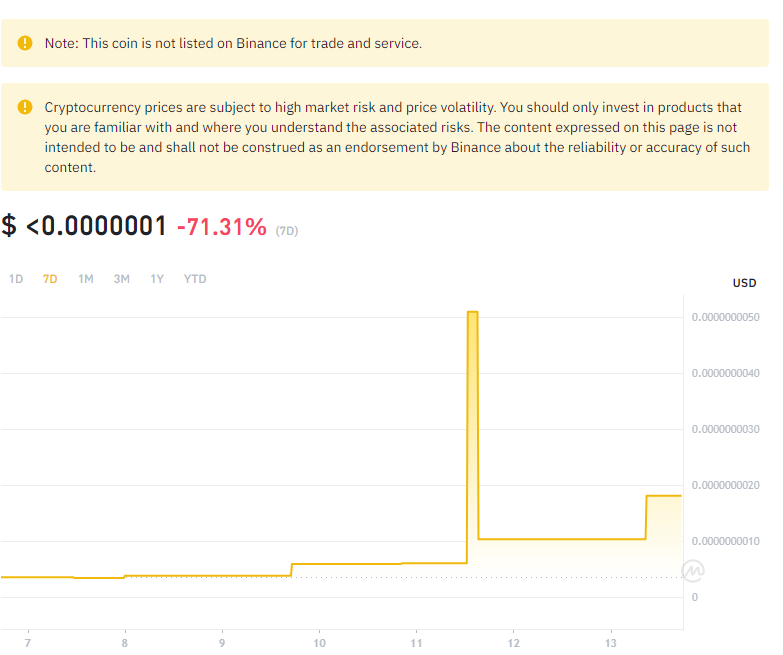 Note: This coin is not listed on Binance for trade and service.
Cryptocurrency prices are subject to high market risk and price volatility. You should only invest in products that
you are familiar with and where you understand the associated risks. The content expressed on this page is not
intended to be and shall not be construed as an endorsement by Binance about the reliability or accuracy of such
content.
$ <0.0000001 -71.31% (7D)
1D 7D 1M 3M 1Y YTD
USD
0.0000000050
0.0000000040
0.0000000030
0.0000000020
0.0000000010
0
7 8 9 10 11 12 13